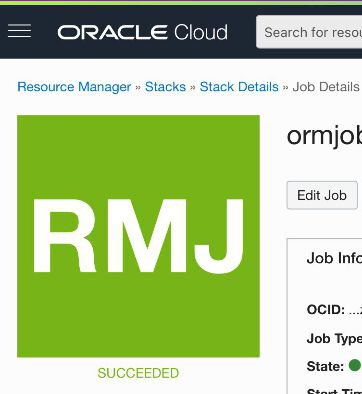 ORACLE Cloud
Search for resou
Resource Manager » Stacks » Stack Details » Job Details
RMJ
SUCCEEDED
ormjob
Edit Job
Job Info
OCID: ...
Job Type
State:
Start Tim